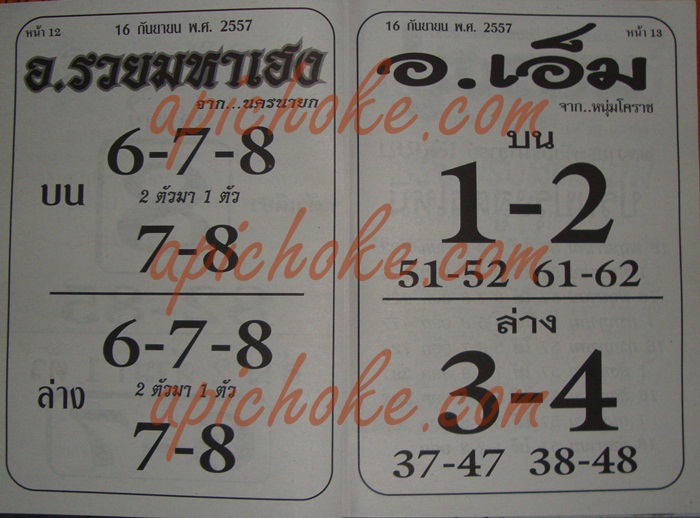 หน้า 12
16 กันยายน พ.ศ. 2557
อ.รวยมหาเฮง
จาก...นครนายก
บน
6-7-8
2 ตัวมา 1 ตัว
7-8
ล่าง
6-7-8
2 ตัวมา 1 ตัว
7-8
16 กันยายน พ.ศ. 2557
หน้า 13
อ.เอ็ม
จาก..หนุ่มโคราช
บน
1-2
51-52 61-62
ล่าง
3-4
37-47 38-48
apichoke.com
apichoke.com
apichoke.com
apichoke.com